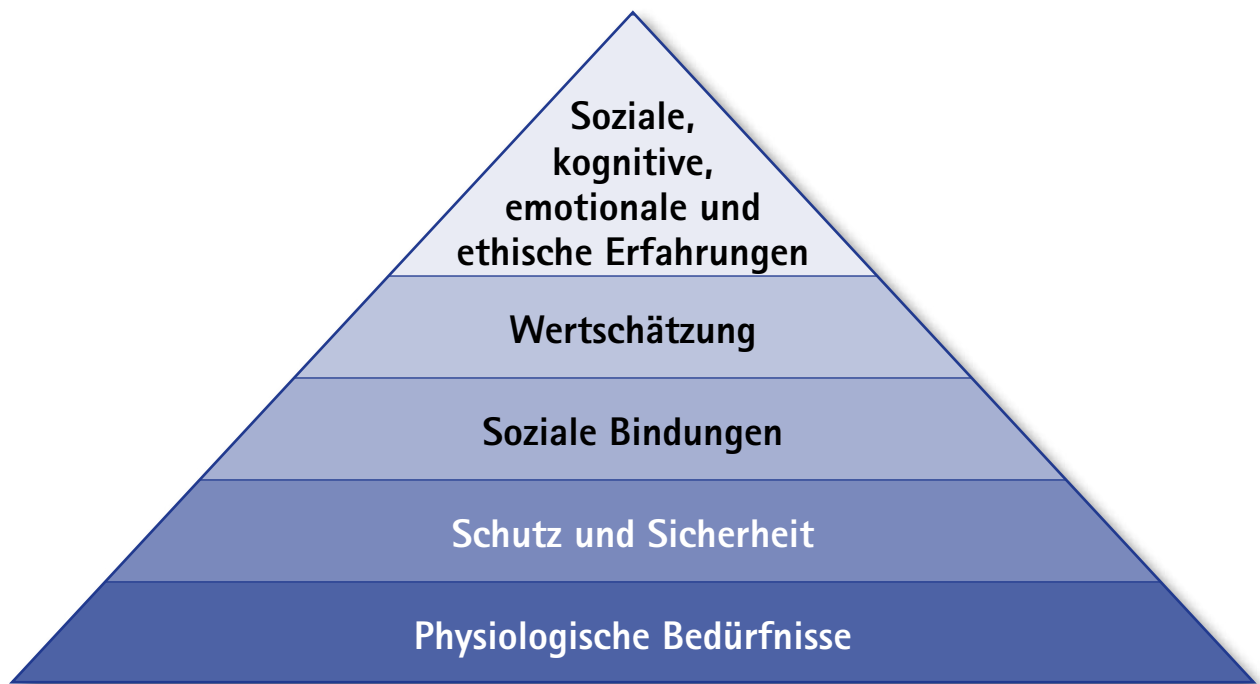 Soziale,
kognitive,
emotionale und
ethische Erfahrungen
Wertschätzung
Soziale Bindungen
Schutz und Sicherheit
Physiologische Bedürfnisse